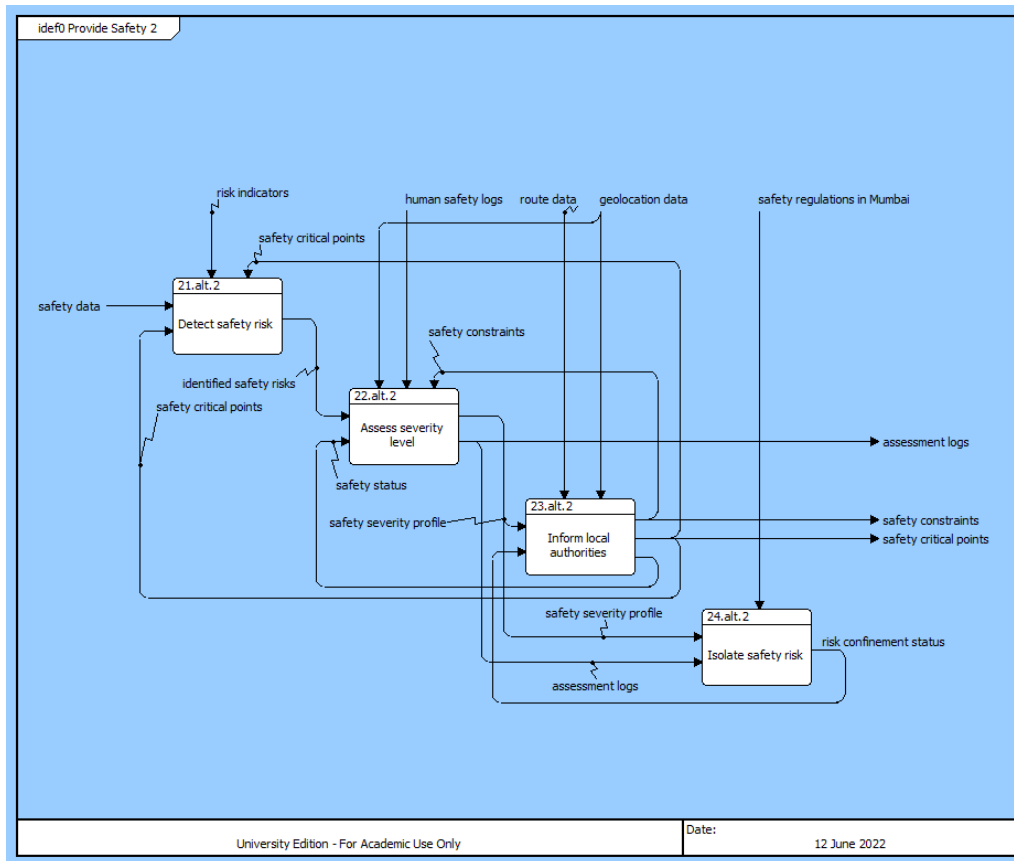 idef0 Provide Safety 2
risk indicators
human safety logs
route data
geolocation data
safety regulations in Mumbai
safety critical points
21.alt.2
safety data
Detect safety risk
safety constraints
identified safety risks
22.alt.2
safety critical points
Assess severity
level
assessment logs
safety status
23.alt.2
safety severity profile
safety constraints
Inform local
authorities
safety critical points
safety severity profile
24.alt.2
risk confinement status
Isolate safety risk
assessment logs
University Edition - For Academic Use Only
Date:
12 June 2022